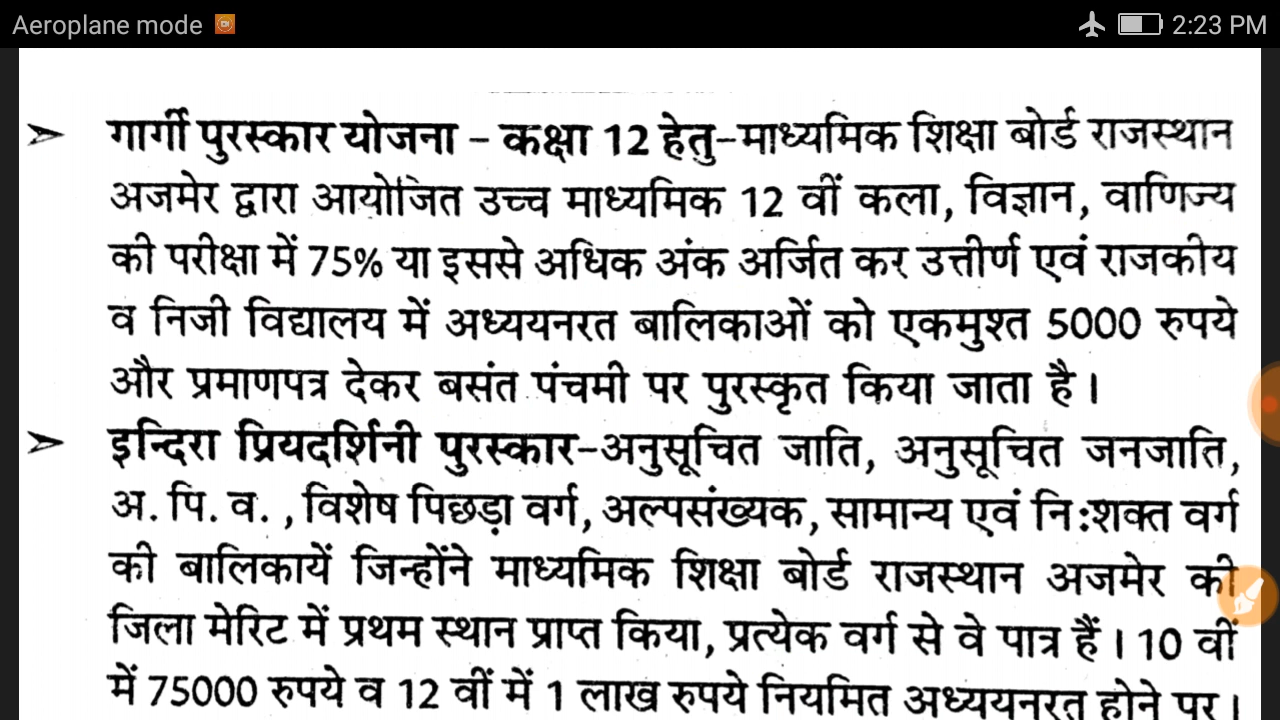 Aeroplane mode 2:23 PM
➢ गार्गी पुरस्कार योजना – कक्षा 12 हेतु–माध्यमिक शिक्षा बोर्ड राजस्थान
अजमेर द्वारा आयोजित उच्च माध्यमिक 12 वीं कला, विज्ञान, वाणिज्य
की परीक्षा में 75% या इससे अधिक अंक अर्जित कर उत्तीर्ण एवं राजकीय
व निजी विद्यालय में अध्ययनरत बालिकाओं को एकमुश्त 5000 रुपये
और प्रमाणपत्र देकर बसंत पंचमी पर पुरस्कृत किया जाता है।
➢ इन्दिरा प्रियदर्शिनी पुरस्कार–अनुसूचित जाति, अनुसूचित जनजाति,
अ. पि. व. , विशेष पिछड़ा वर्ग, अल्पसंख्यक, सामान्य एवं नि:शक्त वर्ग
की बालिकायें जिन्होंने माध्यमिक शिक्षा बोर्ड राजस्थान अजमेर की
जिला मेरिट में प्रथम स्थान प्राप्त किया, प्रत्येक वर्ग से वे पात्र हैं। 10 वीं
में 75000 रुपये व 12 वीं में 1 लाख रुपये नियमित अध्ययनरत होने पर।